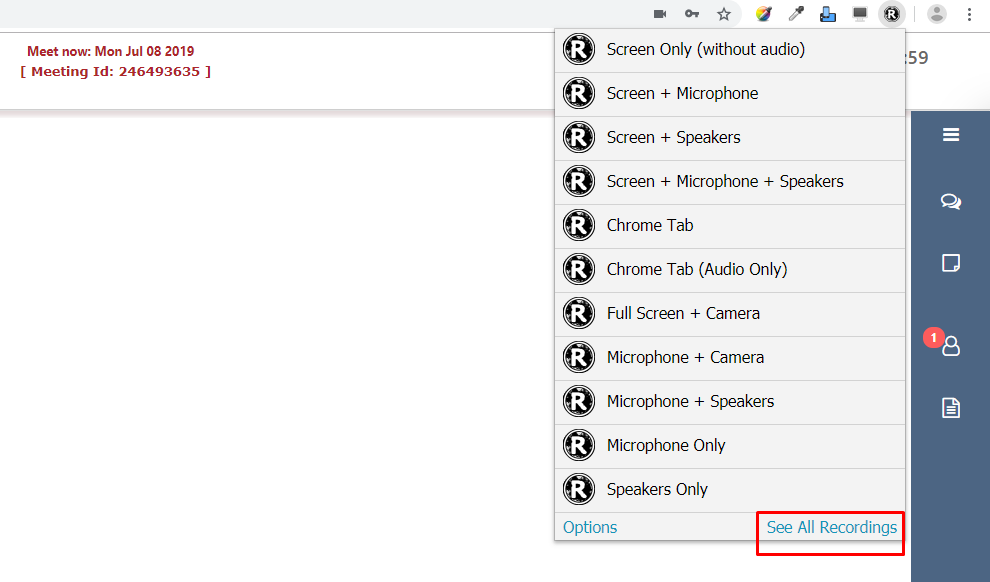 Meet now: Mon Jul 08 2019
[ Meeting Id: 246493635 ]
:59
R Screen Only (without audio)
R Screen + Microphone
R Screen + Speakers
R Screen + Microphone + Speakers
R Chrome Tab
R Chrome Tab (Audio Only)
R Full Screen + Camera
R Microphone + Camera
R Microphone + Speakers
R Microphone Only
R Speakers Only
Options See All Recordings
1